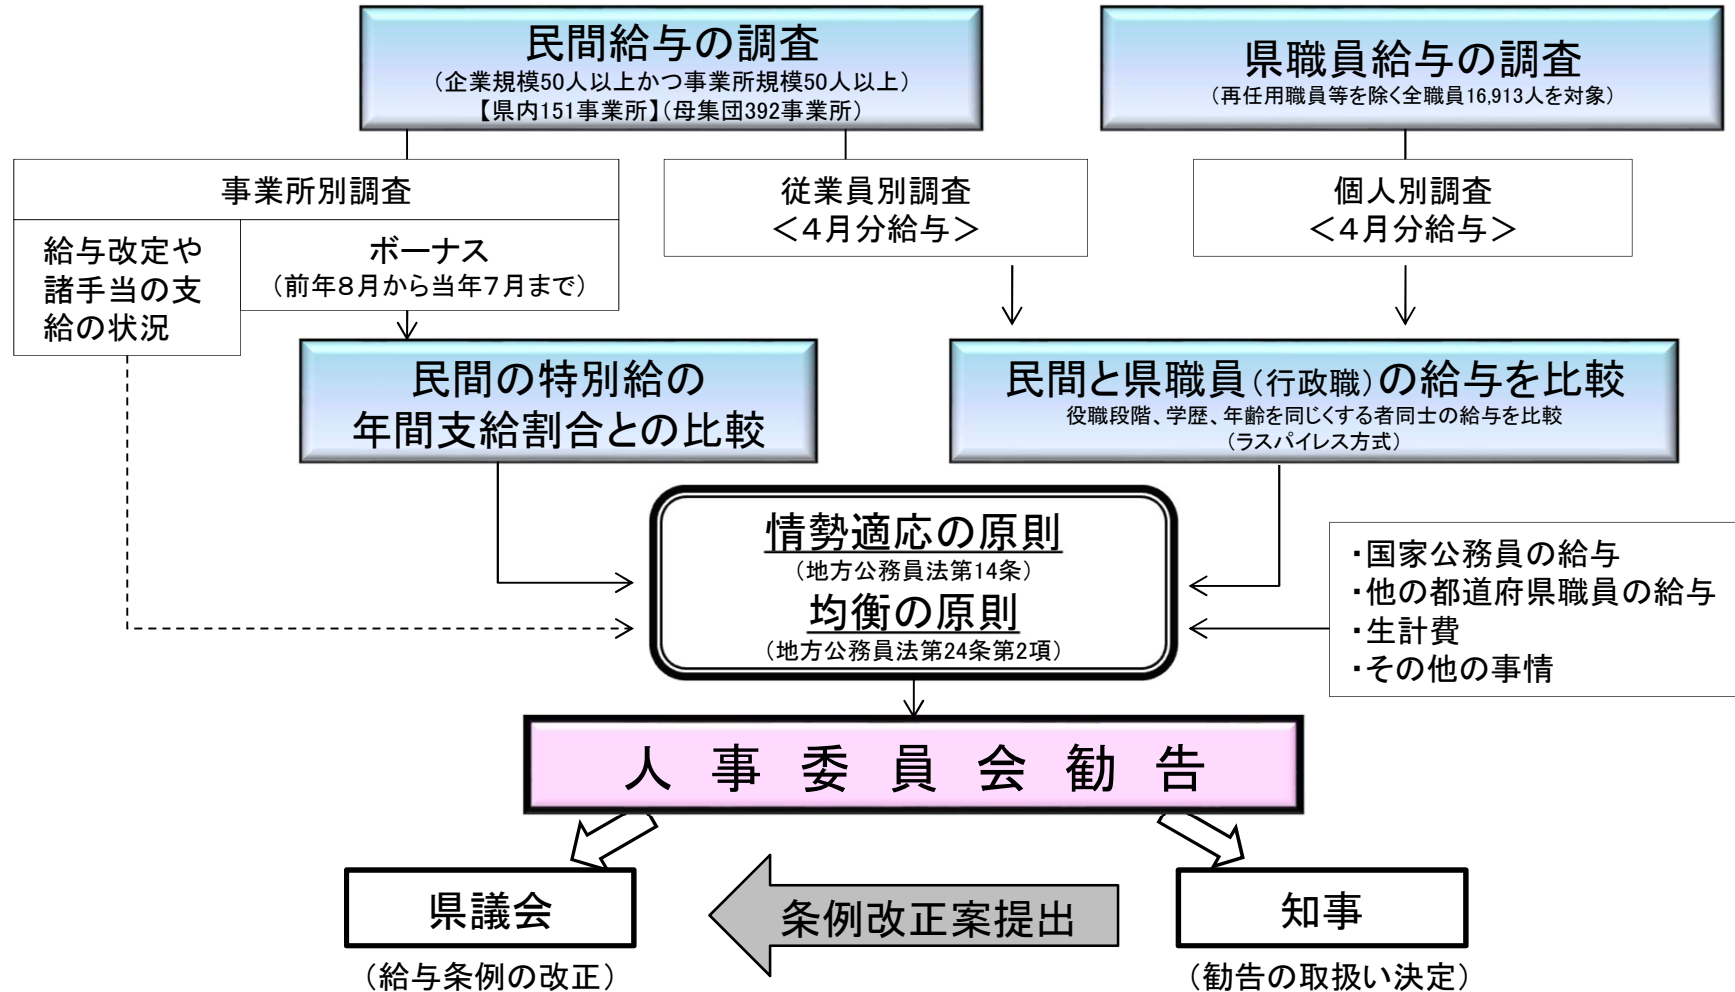 民間給与の調査
（企業規模50人以上かつ事業所規模50人以上）
【県内151事業所】（母集団392事業所）
県職員給与の調査
（再任用職員等を除く全職員16,913人を対象）
事業所別調査
給与改定や
諸手当の支
給の状況
ボーナス
（前年８月から当年７月まで）
従業員別調査
＜４月分給与＞
個人別調査
＜４月分給与＞
民間の特別給の
年間支給割合との比較
民間と県職員（行政職）の給与を比較
役職段階、学歴、年齢を同じくする者同士の給与を比較
（ラスパイレス方式）
情勢適応の原則
（地方公務員法第14条）
均衡の原則
（地方公務員法第24条第2項）
・国家公務員の給与
・他の都道府県職員の給与
・生計費
・その他の事情
人事委員会勧告
県議会
（給与条例の改正）
条例改正案提出
知事
（勧告の取扱い決定）